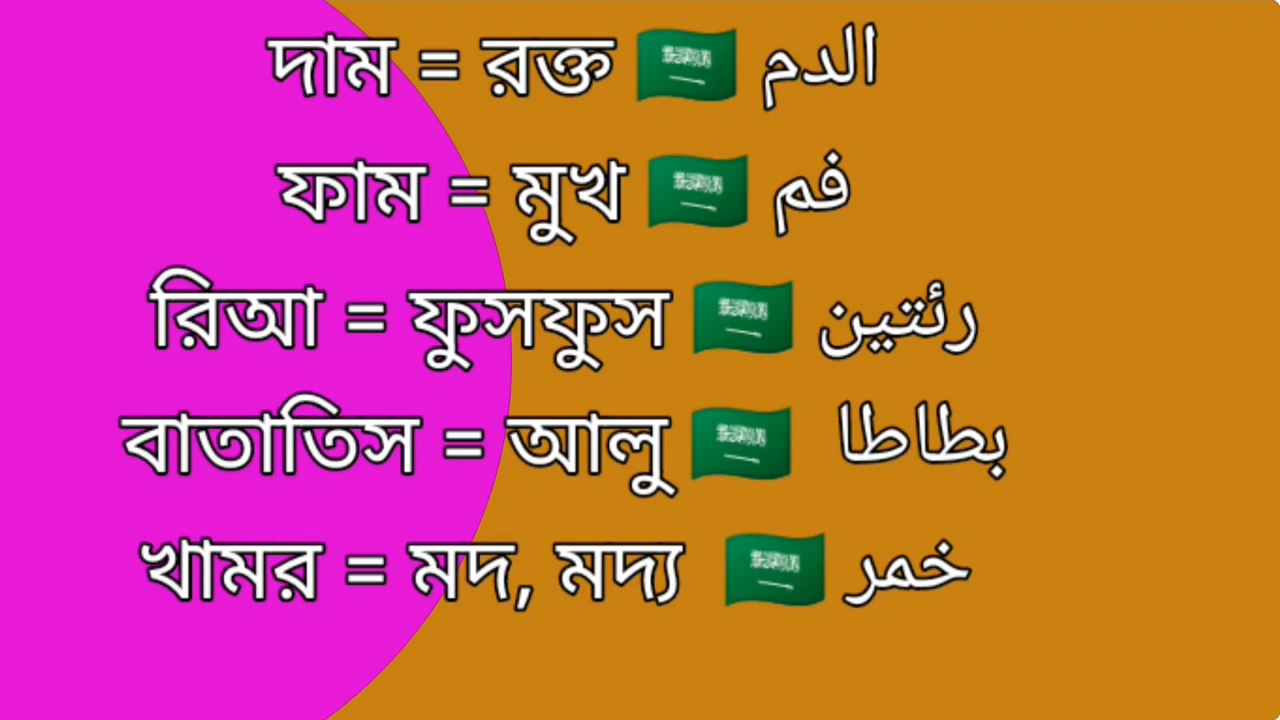 দাম = রক্ত 🇸🇦 الدم
ফাম = মুখ 🇸🇦 فم
রিআ = ফুসফুস 🇸🇦 رئتين
বাতাতিস = আলু 🇸🇦 بطاطا
খামর = মদ, মদ্য 🇸🇦 خمر